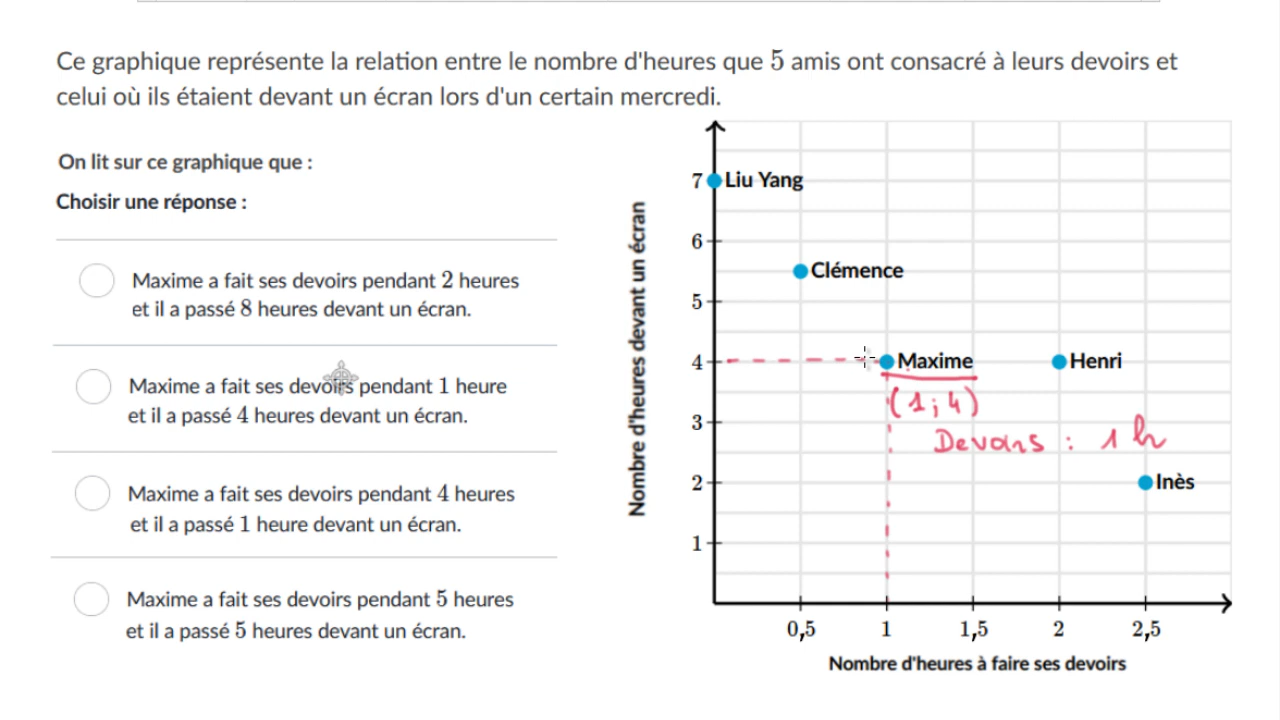 Ce graphique représente la relation entre le nombre d'heures que 5 amis ont consacré à leurs devoirs et
celui où ils étaient devant un écran lors d'un certain mercredi.
On lit sur ce graphique que :
Choisir une réponse :
Maxime a fait ses devoirs pendant 2 heures
et il a passé 8 heures devant un écran.
Maxime a fait ses devoirs pendant 1 heure
et il a passé 4 heures devant un écran.
Maxime a fait ses devoirs pendant 4 heures
et il a passé 1 heure devant un écran.
Maxime a fait ses devoirs pendant 5 heures
et il a passé 5 heures devant un écran.
Nombre d'heures devant un écran
7 Liu Yang
6
Clémence
5
4 Maxime Henri
(1;4)
3
Devoirs : 1 h
2 Inès
1
0,5 1 1,5 2 2,5
Nombre d'heures à faire ses devoirs